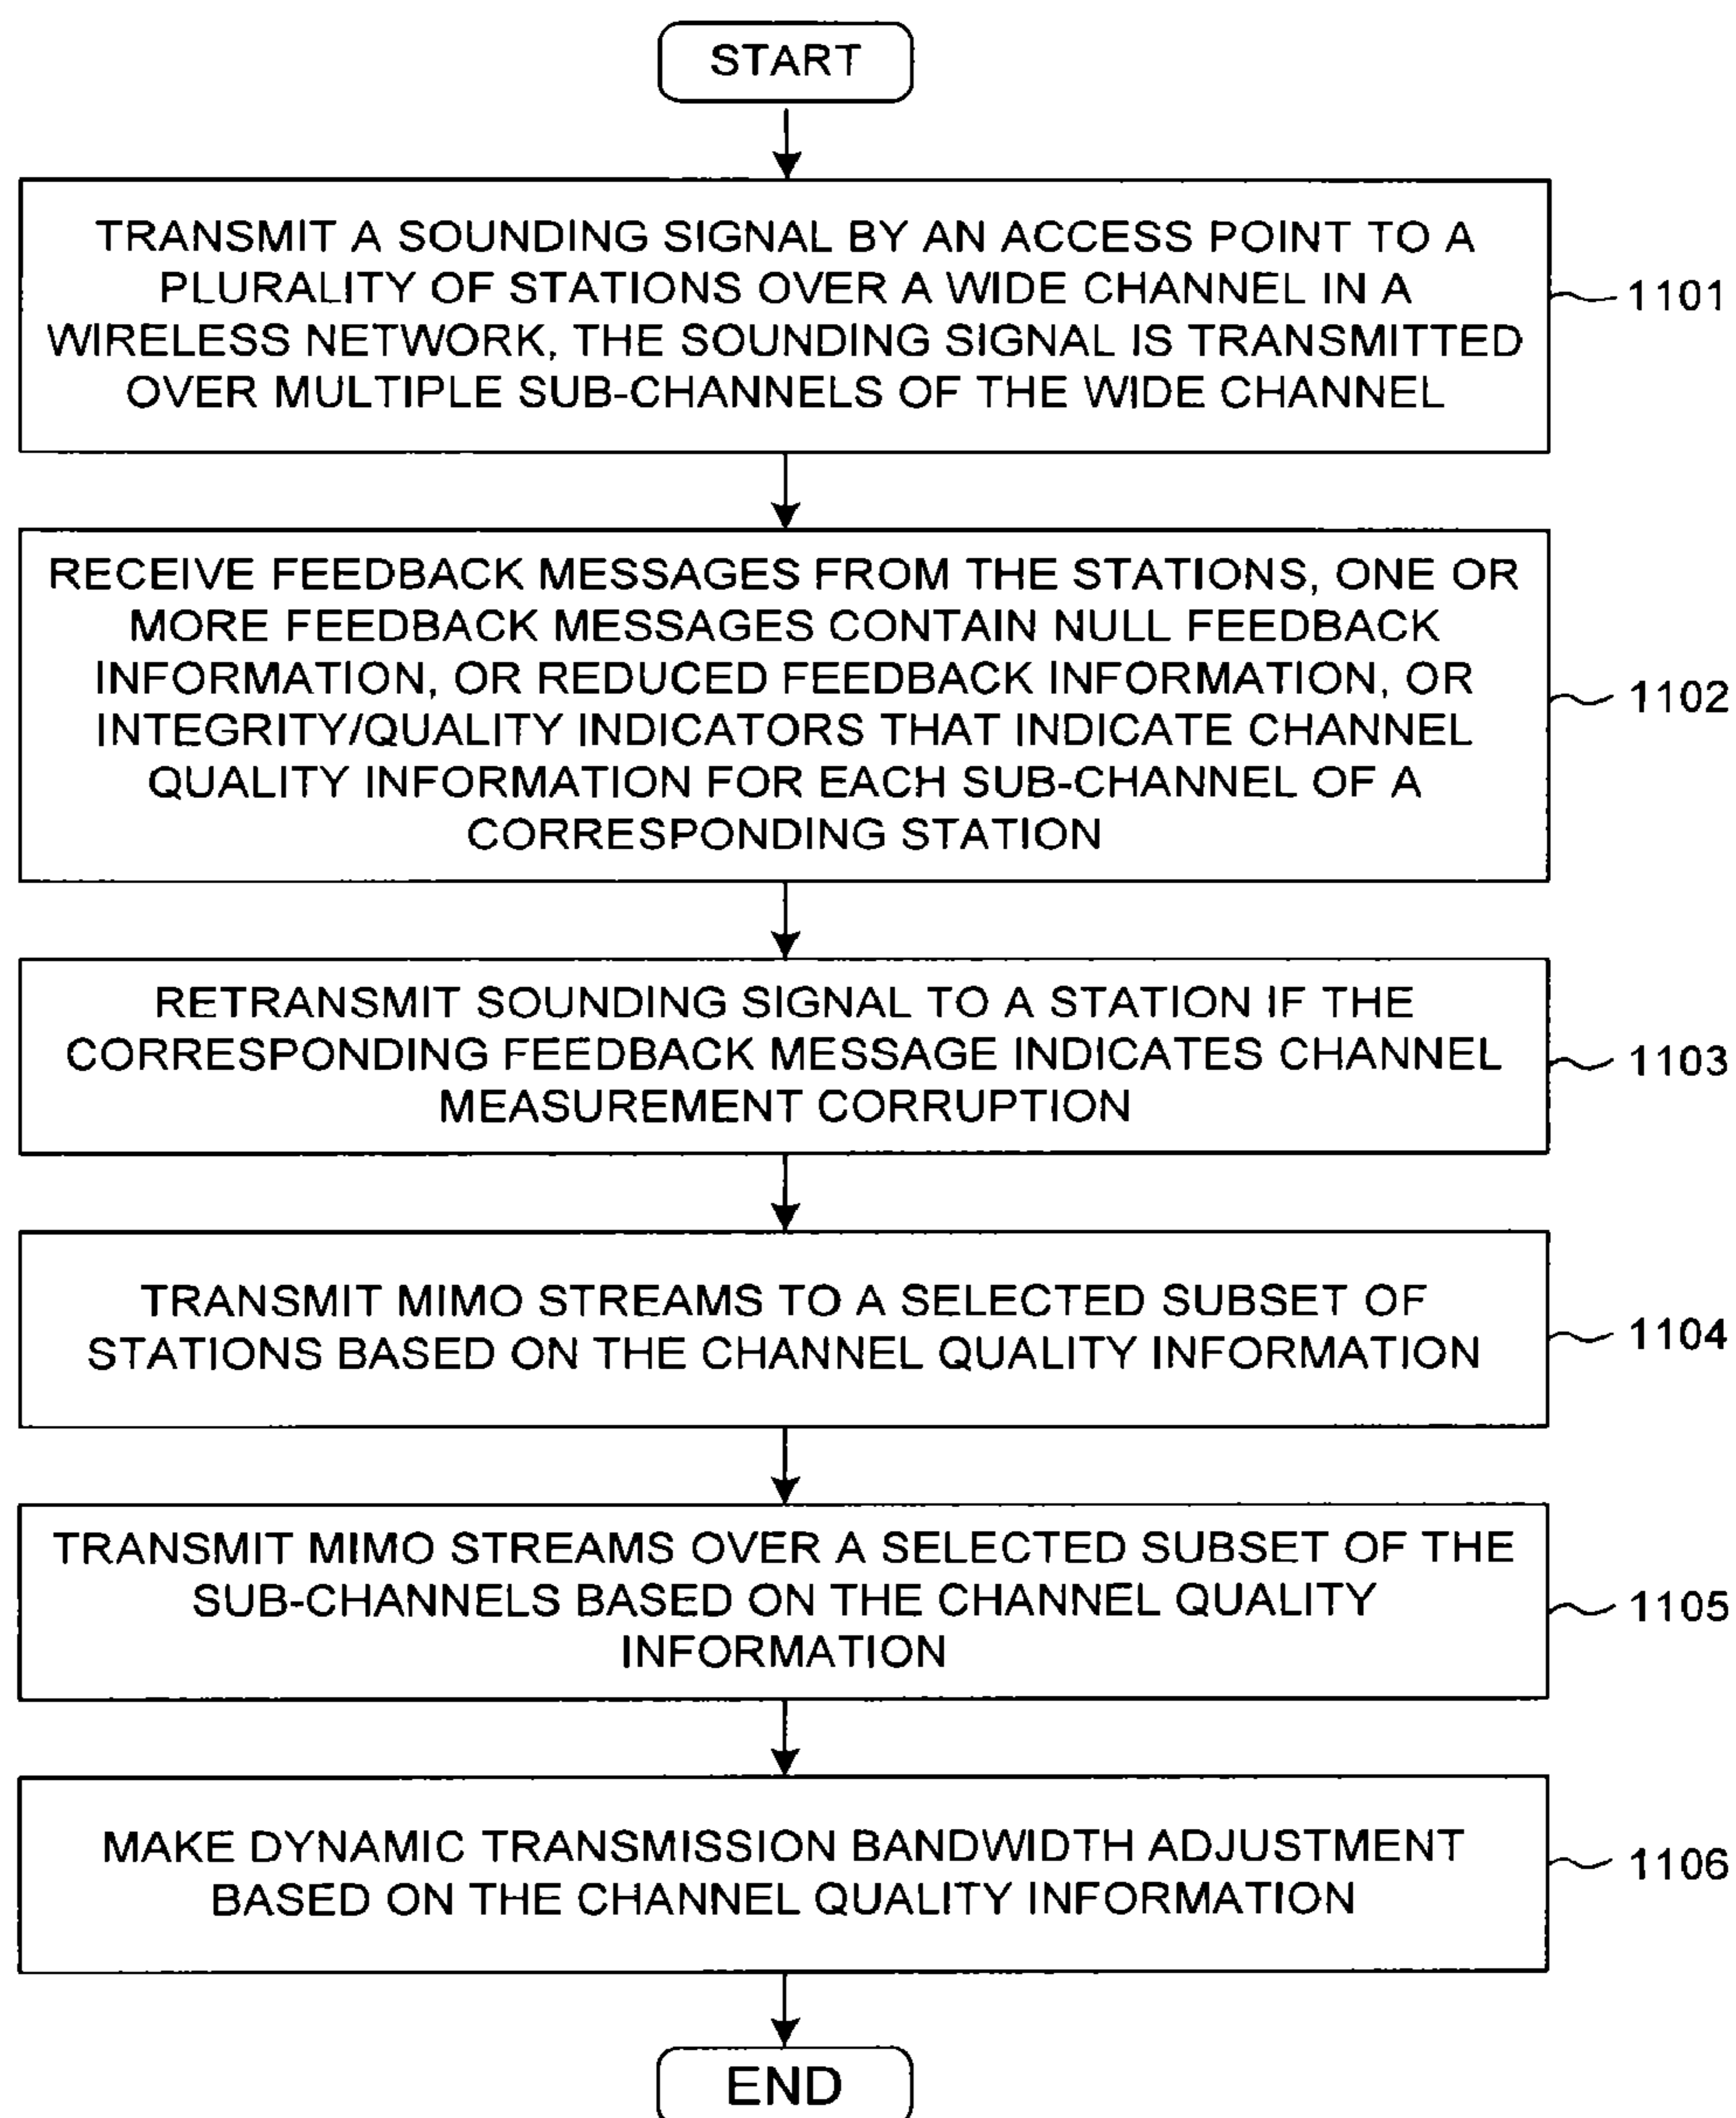 START
TRANSMIT A SOUNDING SIGNAL BY AN ACCESS POINT TO A
PLURALITY OF STATIONS OVER A WIDE CHANNEL IN A
WIRELESS NETWORK, THE SOUNDING SIGNAL IS TRANSMITTED
OVER MULTIPLE SUB-CHANNELS OF THE WIDE CHANNEL
1101
RECEIVE FEEDBACK MESSAGES FROM THE STATIONS, ONE OR
MORE FEEDBACK MESSAGES CONTAIN NULL FEEDBACK
INFORMATION, OR REDUCED FEEDBACK INFORMATION, OR
INTEGRITY/QUALITY INDICATORS THAT INDICATE CHANNEL
QUALITY INFORMATION FOR EACH SUB-CHANNEL OF A
CORRESPONDING STATION
1102
RETRANSMIT SOUNDING SIGNAL TO A STATION IF THE
CORRESPONDING FEEDBACK MESSAGE INDICATES CHANNEL
MEASUREMENT CORRUPTION
1103
TRANSMIT MIMO STREAMS TO A SELECTED SUBSET OF
STATIONS BASED ON THE CHANNEL QUALITY INFORMATION
1104
TRANSMIT MIMO STREAMS OVER A SELECTED SUBSET OF THE
SUB-CHANNELS BASED ON THE CHANNEL QUALITY
INFORMATION
1105
MAKE DYNAMIC TRANSMISSION BANDWIDTH ADJUSTMENT
BASED ON THE CHANNEL QUALITY INFORMATION
1106
END